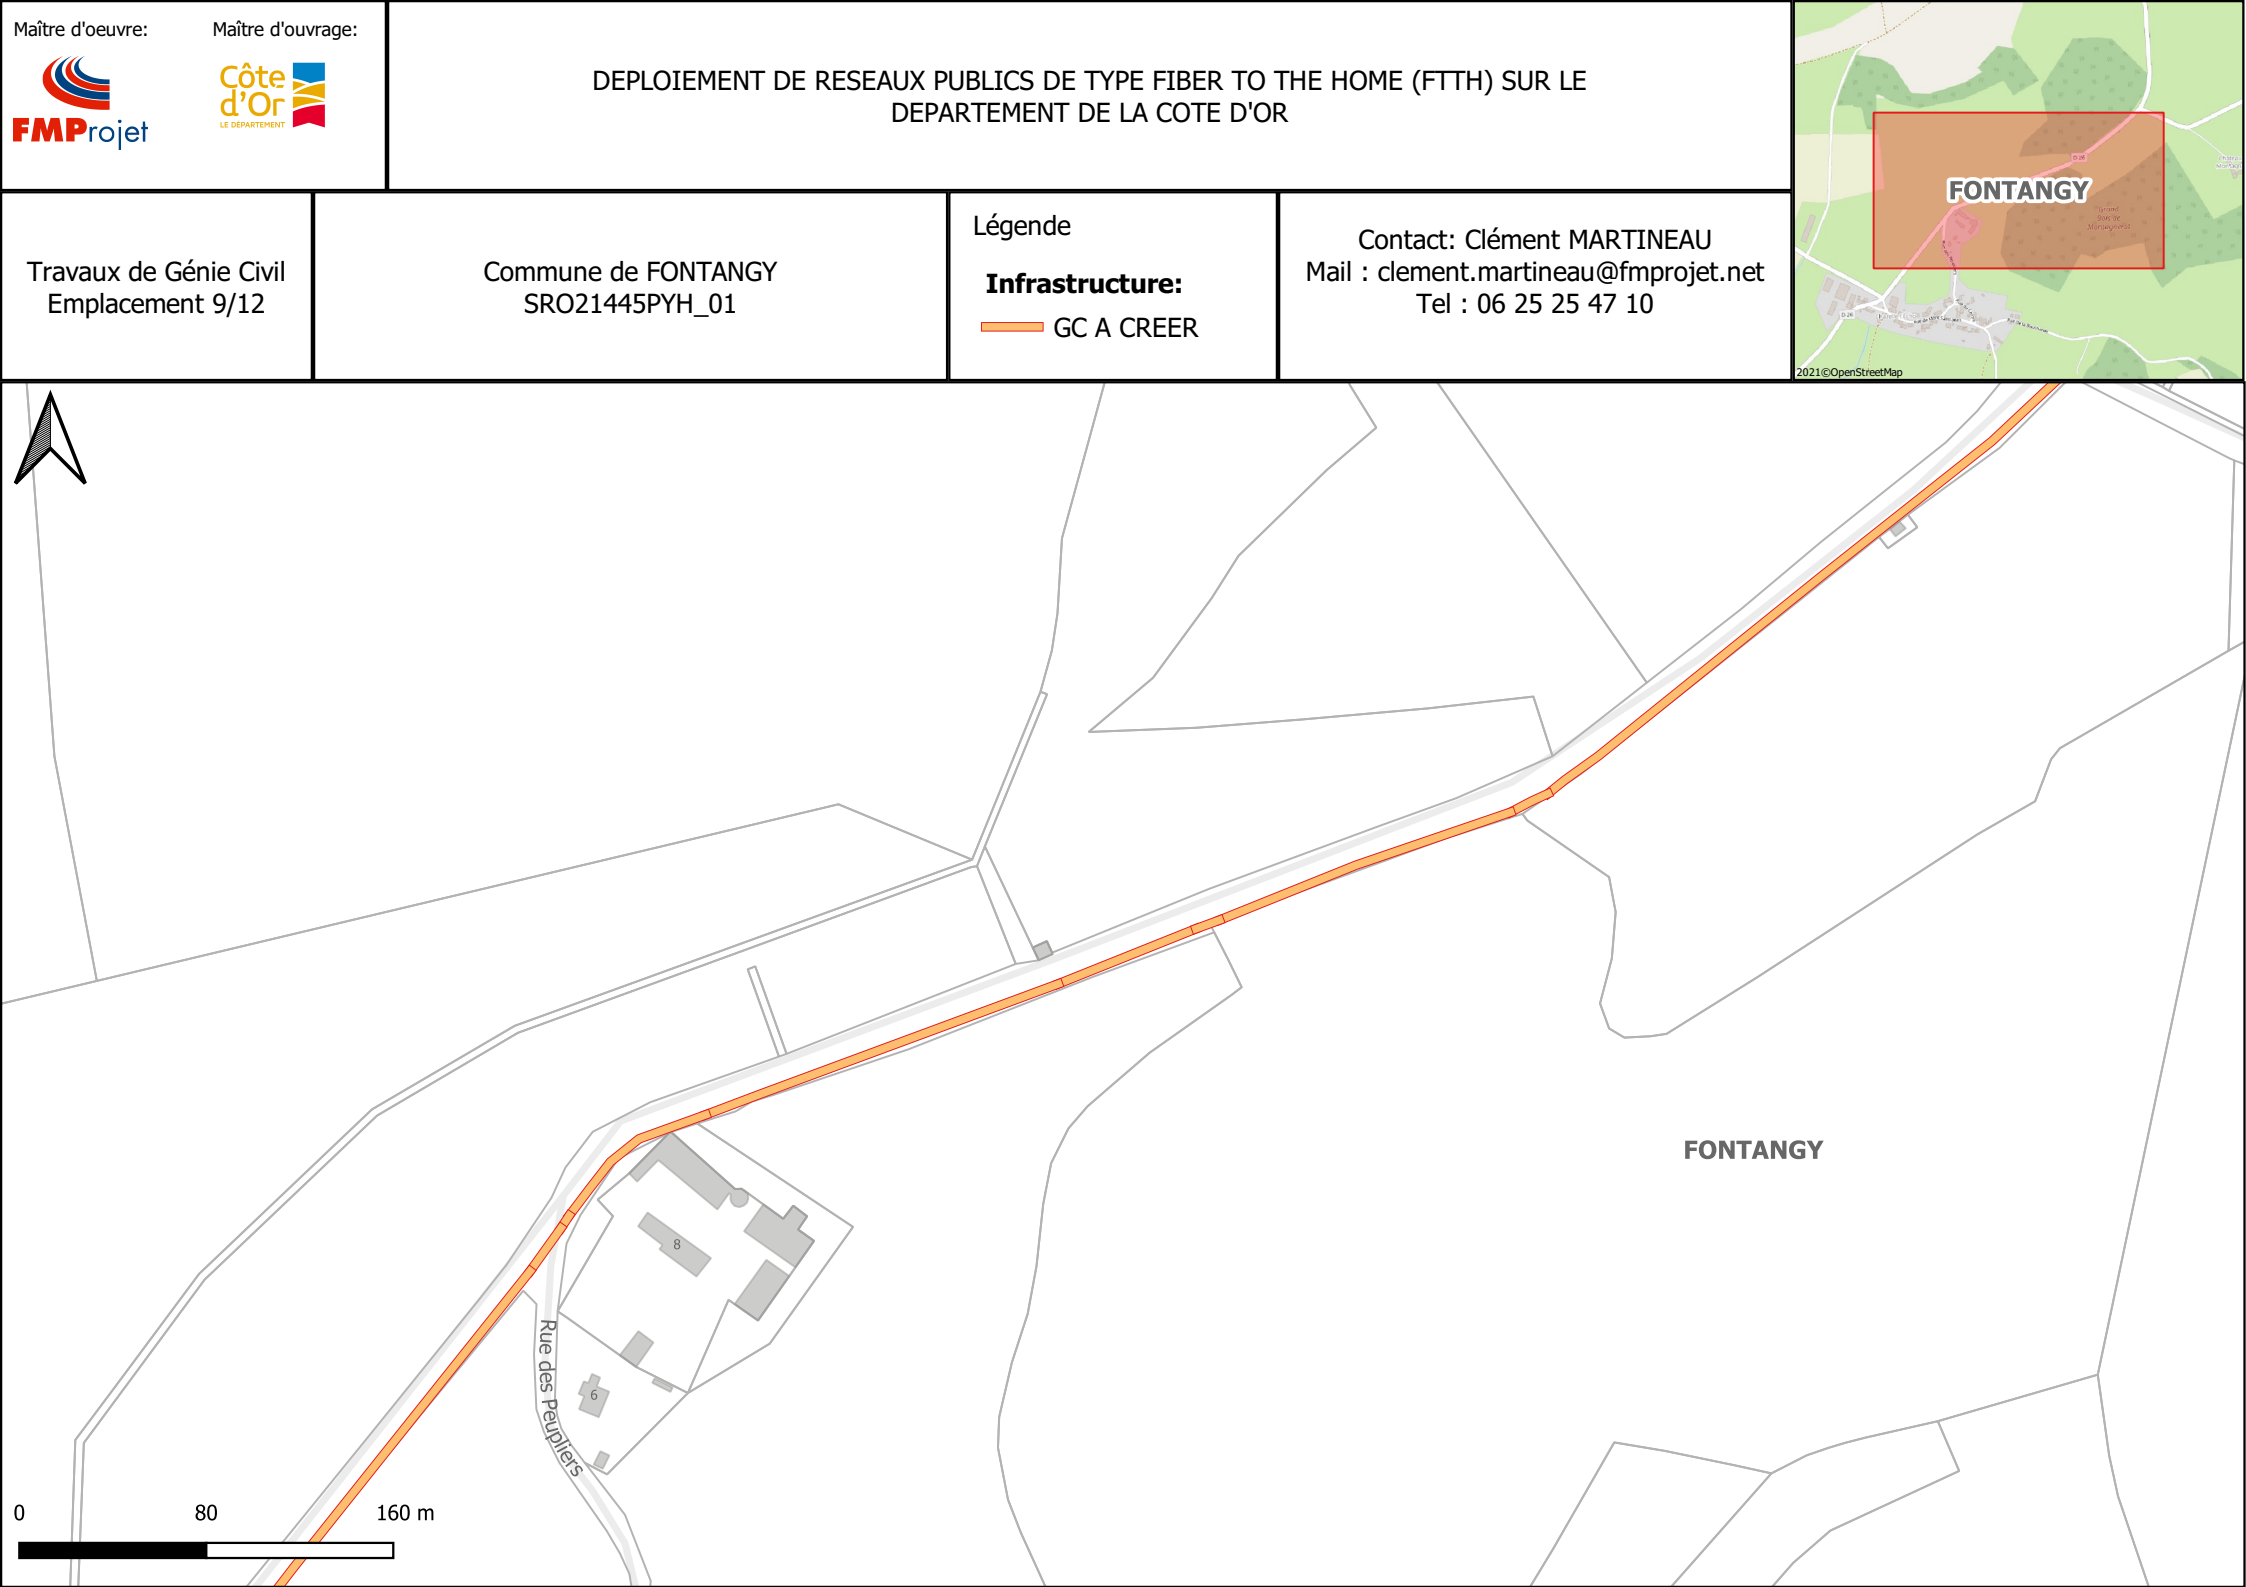 Maître d'oeuvre:
Maître d'ouvrage:
FMProjet
Côte
d'Or
LE DÉPARTEMENT
DEPLOIEMENT DE RESEAUX PUBLICS DE TYPE FIBER TO THE HOME (FTTH) SUR LE
DEPARTEMENT DE LA COTE D'OR
Travaux de Génie Civil
Emplacement 9/12
Commune de FONTANGY
SRO21445PYH_01
Légende
Infrastructure:
GC A CREER
Contact: Clément MARTINEAU
Mail : clement.martineau@fmprojet.net
Tel : 06 25 25 47 10
D 26
FONTANGY
D 26
2021©OpenStreetMap
FONTANGY
8
6
Rue des Peupliers
0 80 160 m